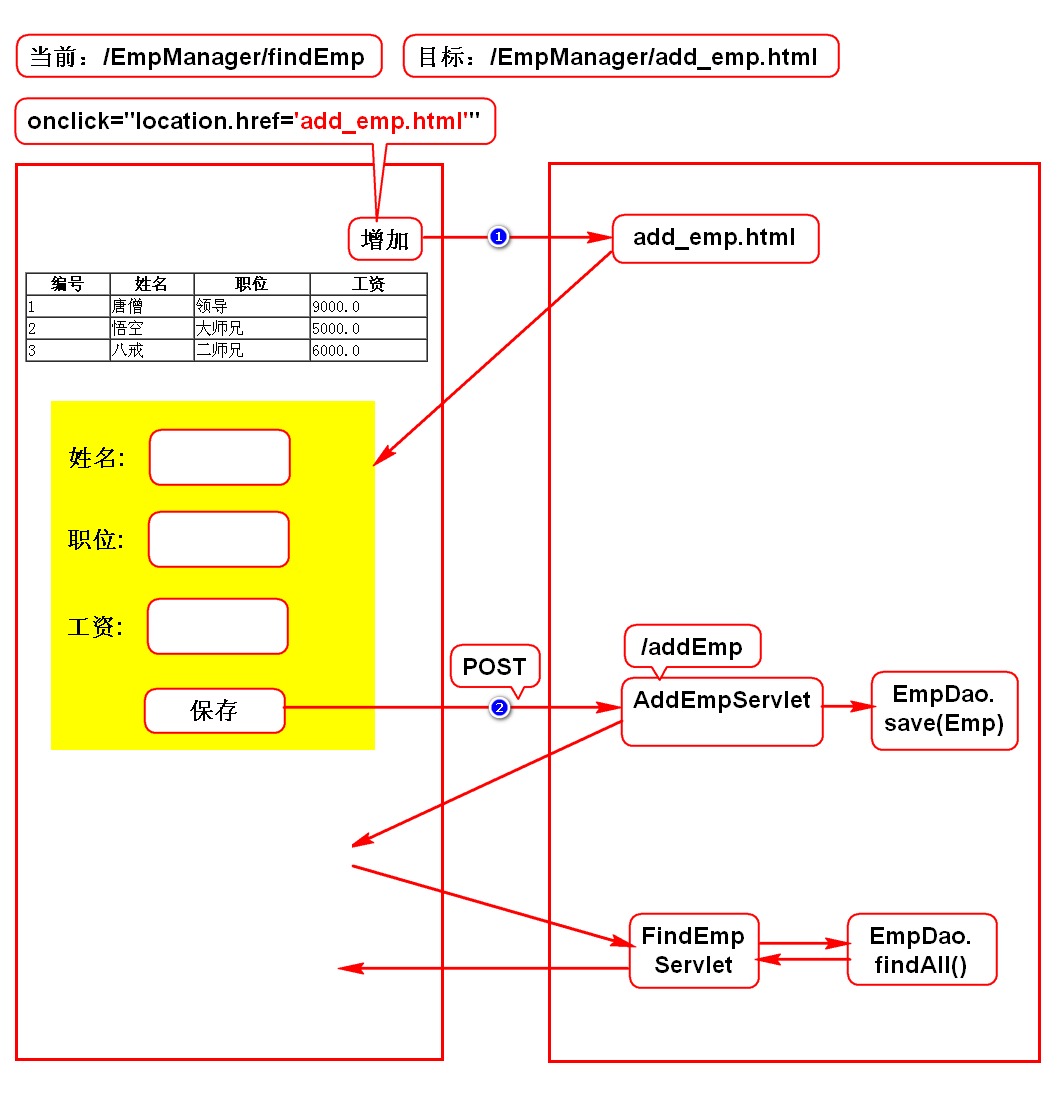 当前：/EmpManager/findEmp
目标：/EmpManager/add_emp.html
onclick="location.href='add_emp.html'"
增加
1
add_emp.html
编号 姓名 职位 工资
1 唐僧 领导 9000.0
2 悟空 大师兄 5000.0
3 八戒 二师兄 6000.0
姓名:
职位:
工资:
保存
POST
2
/addEmp
AddEmpServlet
EmpDao.
save(Emp)
FindEmp
Servlet
EmpDao.
findAll()